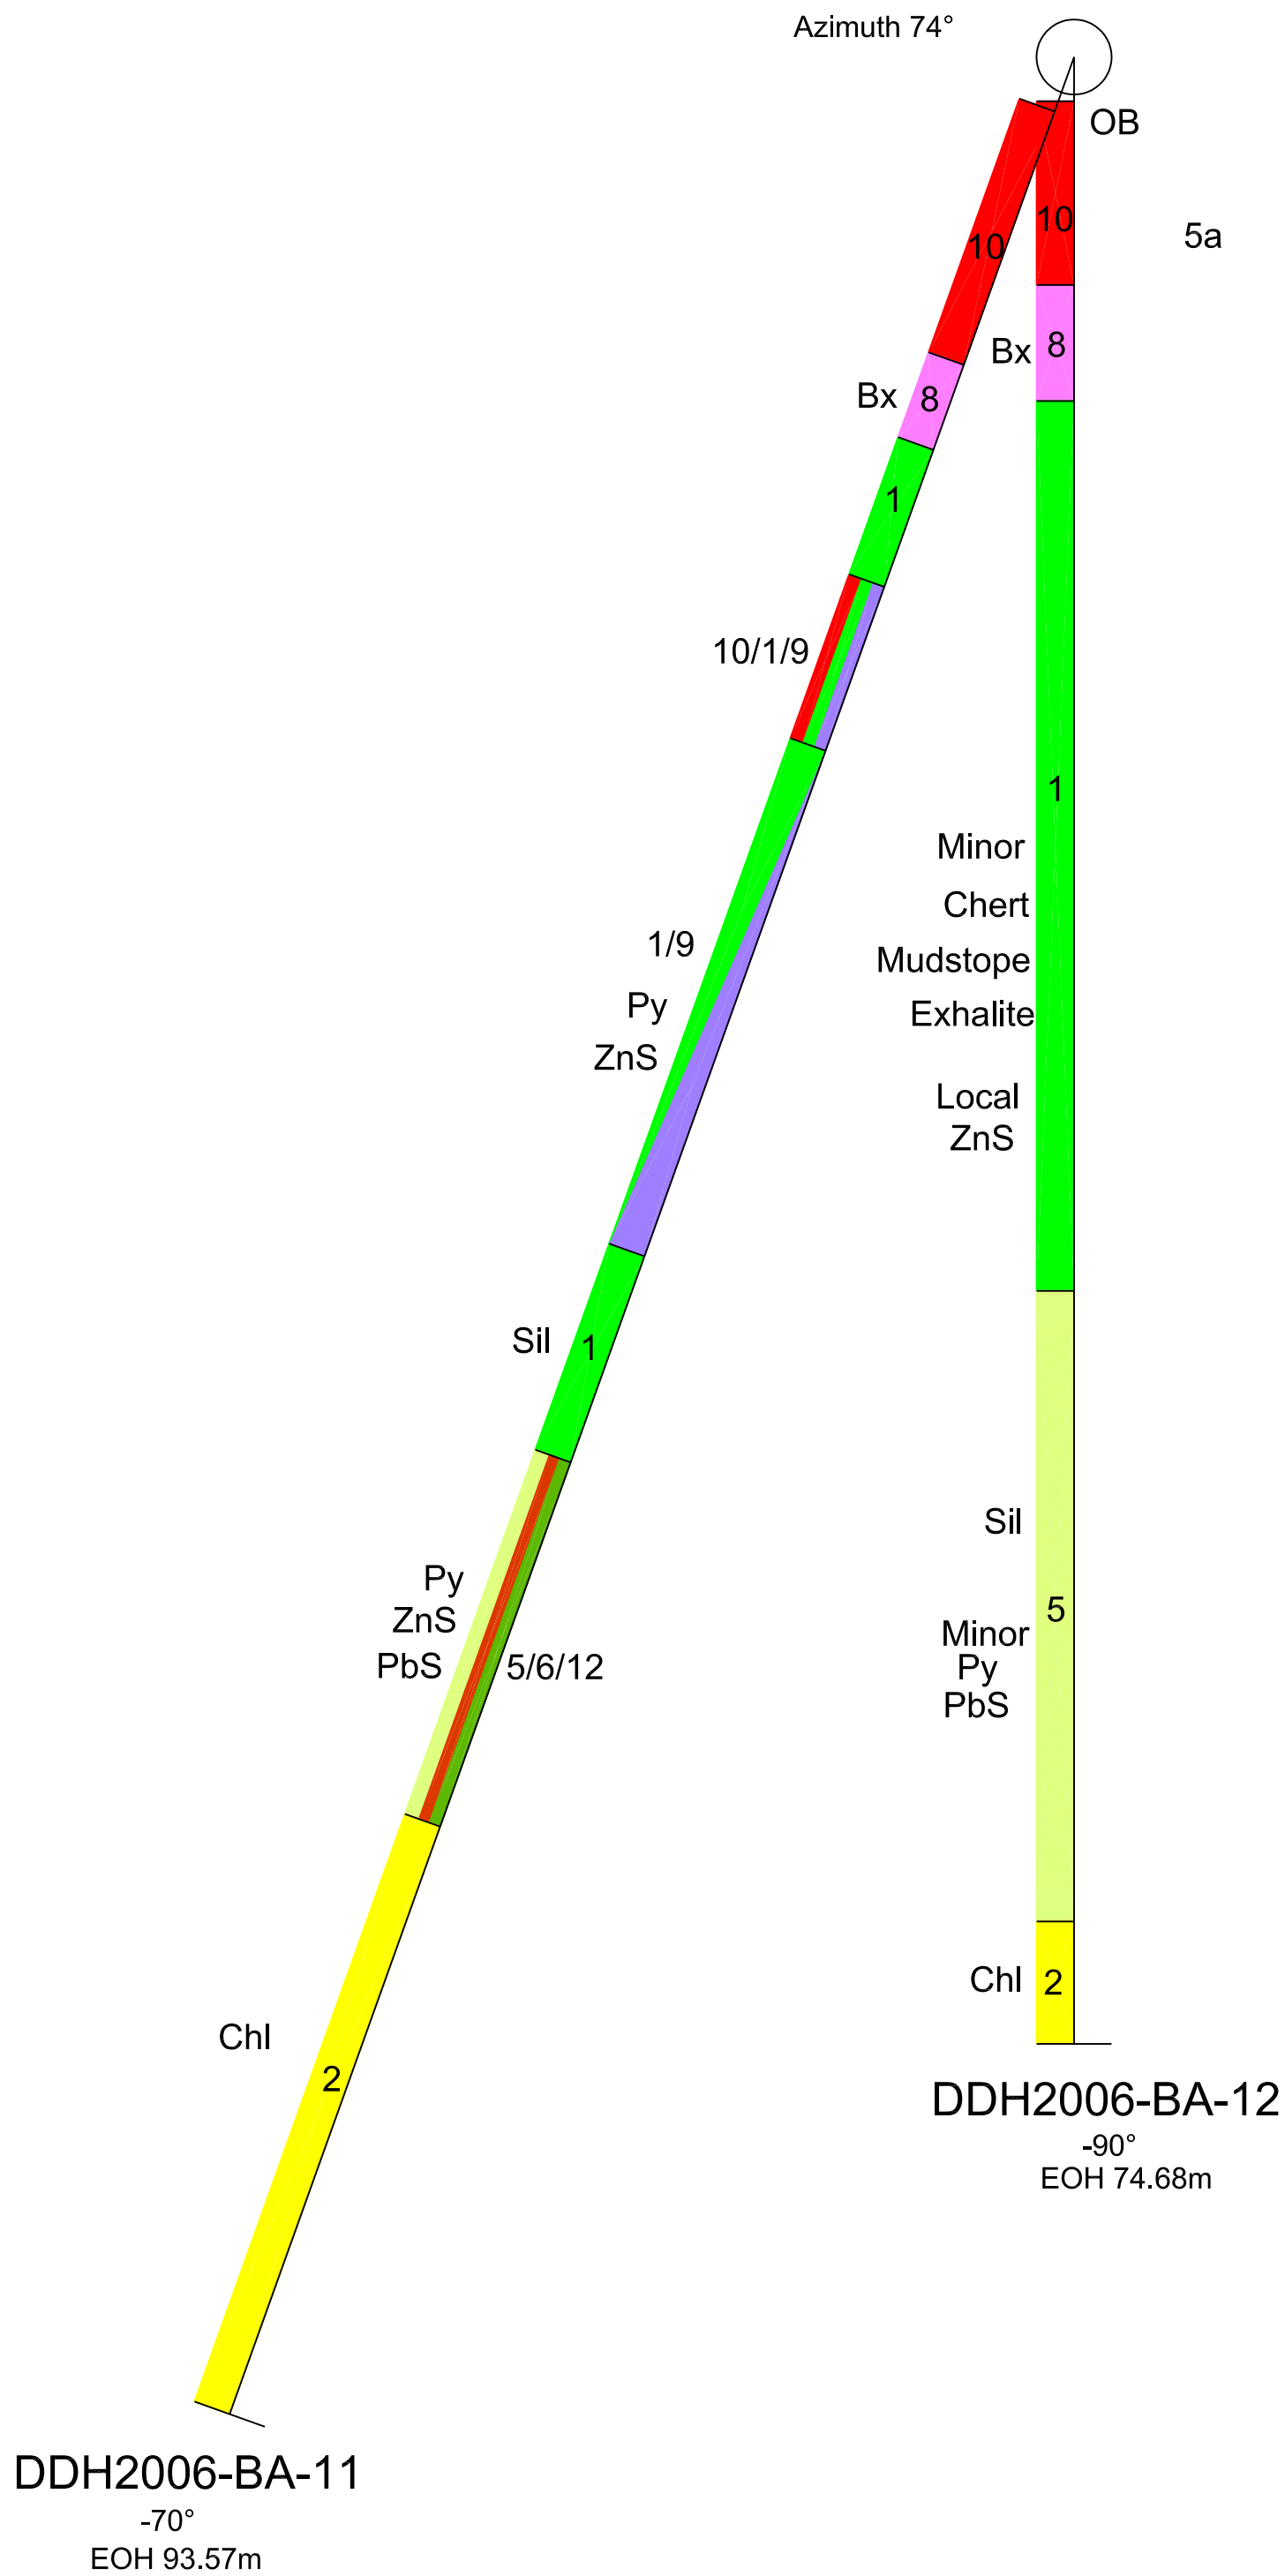 Azimuth 74°
OB
10
10
5a
Bx
8
Bx
8
1
10/1/9
1
Minor
Chert
1/9
Mudstope
Py
Exhalite
ZnS
Local
ZnS
Sil
1
Sil
Py
5
ZnS
Minor
PbS
5/6/12
Py
PbS
Chl
2
Chl
2
DDH2006-BA-12
-90°
EOH 74.68m
DDH2006-BA-11
-70°
EOH 93.57m